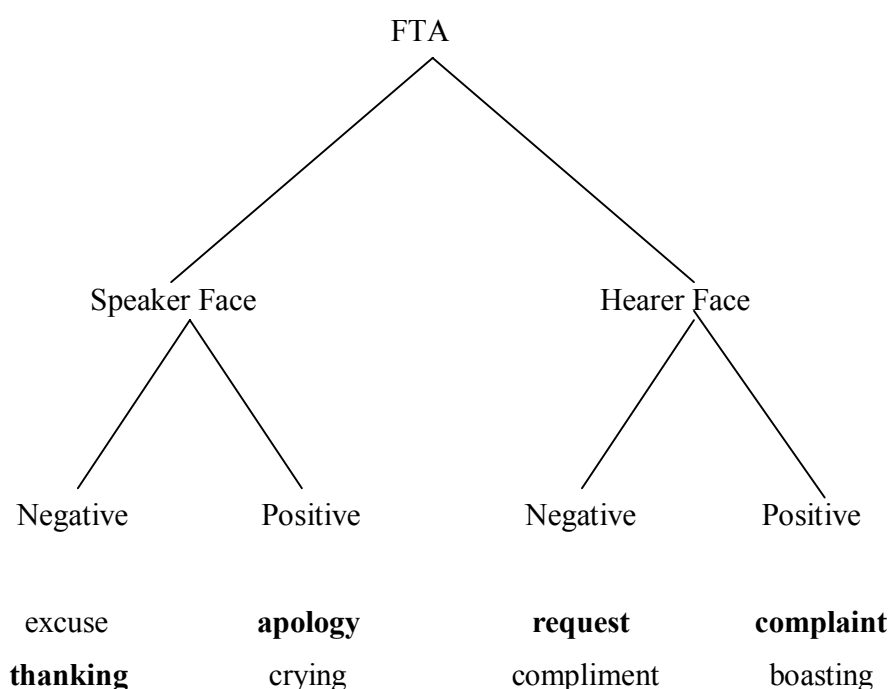 FTA
Speaker Face Hearer Face
Negative Positive Negative Positive
excuse apology request complaint
thanking crying compliment boasting